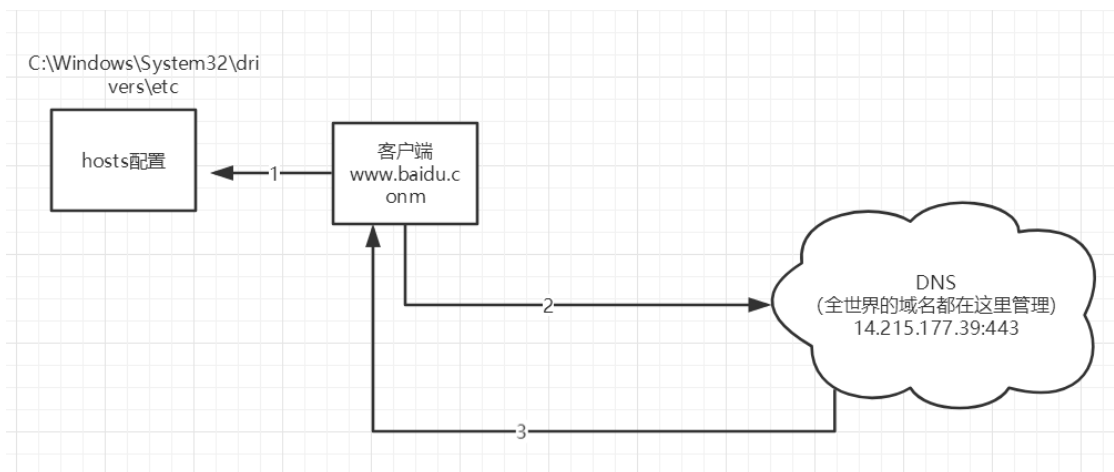 C:\Windows\System32\dri
vers\etc
hosts配置
1
客户端
www.baidu.c
onm
2
DNS
(全世界的域名都在这里管理)
14.215.177.39:443
3